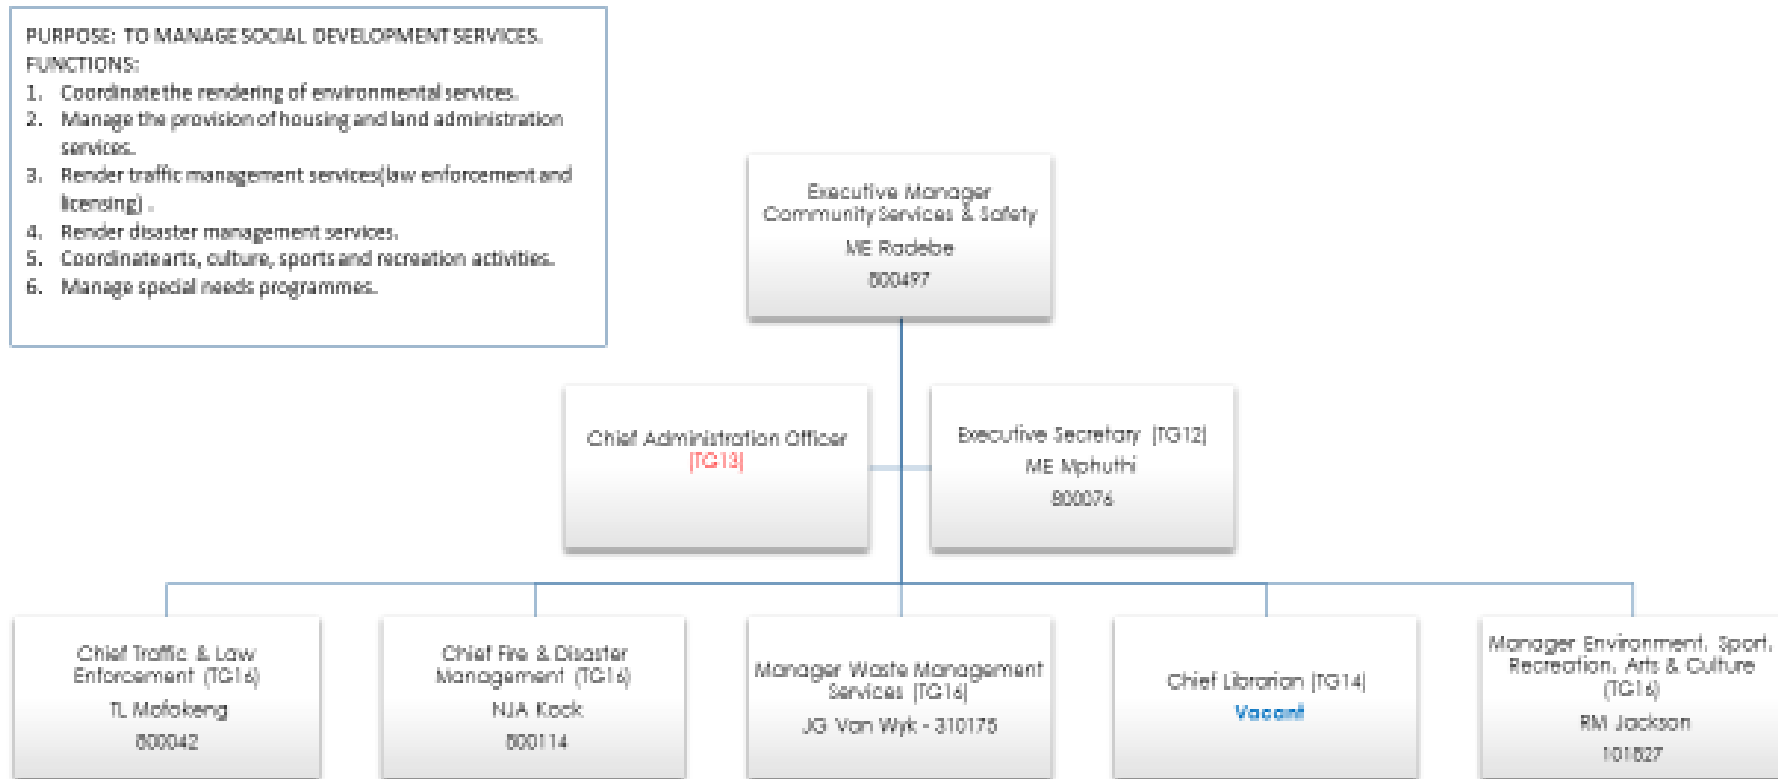 PURPOSE: TO MANAGE SOCIAL DEVELOPMENT SERVICES.
FUNCTIONS:
1. Coordinate the rendering of environmental services.
2. Manage the provision of housing and land administration
services.
3. Render traffic management services(law enforcement and
licensing) .
4. Render disaster management services.
5. Coordinate arts, culture, sports and recreation activities.
6. Manage special needs programmes.
Executive Manager
Community Services & Safety
ME Radebe
800497
Chief Administration Officer
(TG13)
Executive Secretary (TG12)
ME Mphuthi
800076
Chief Traffic & Law
Enforcement (TG16)
TL Mofokeng
800042
Chief Fire & Disaster
Management (TG16)
NJA Kock
800114
Manager Waste Management
Services (TG16)
JG Van Wyk - 310175
Chief Librarian (TG14)
Vacant
Manager Environment, Sport,
Recreation, Arts & Culture
(TG16)
RM Jackson
101827